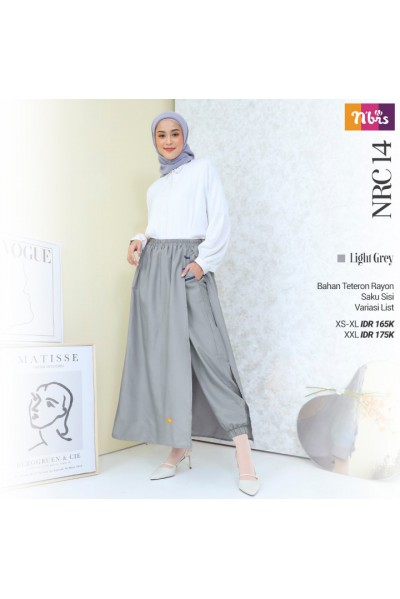 Nbrs
NRC 14
Light Grey
Bahan Teteron Rayon
Saku Sisi
Variasi List
XS-XL IDR 165K
XXL IDR 175K
VOGUE
MATISSE
& CIE